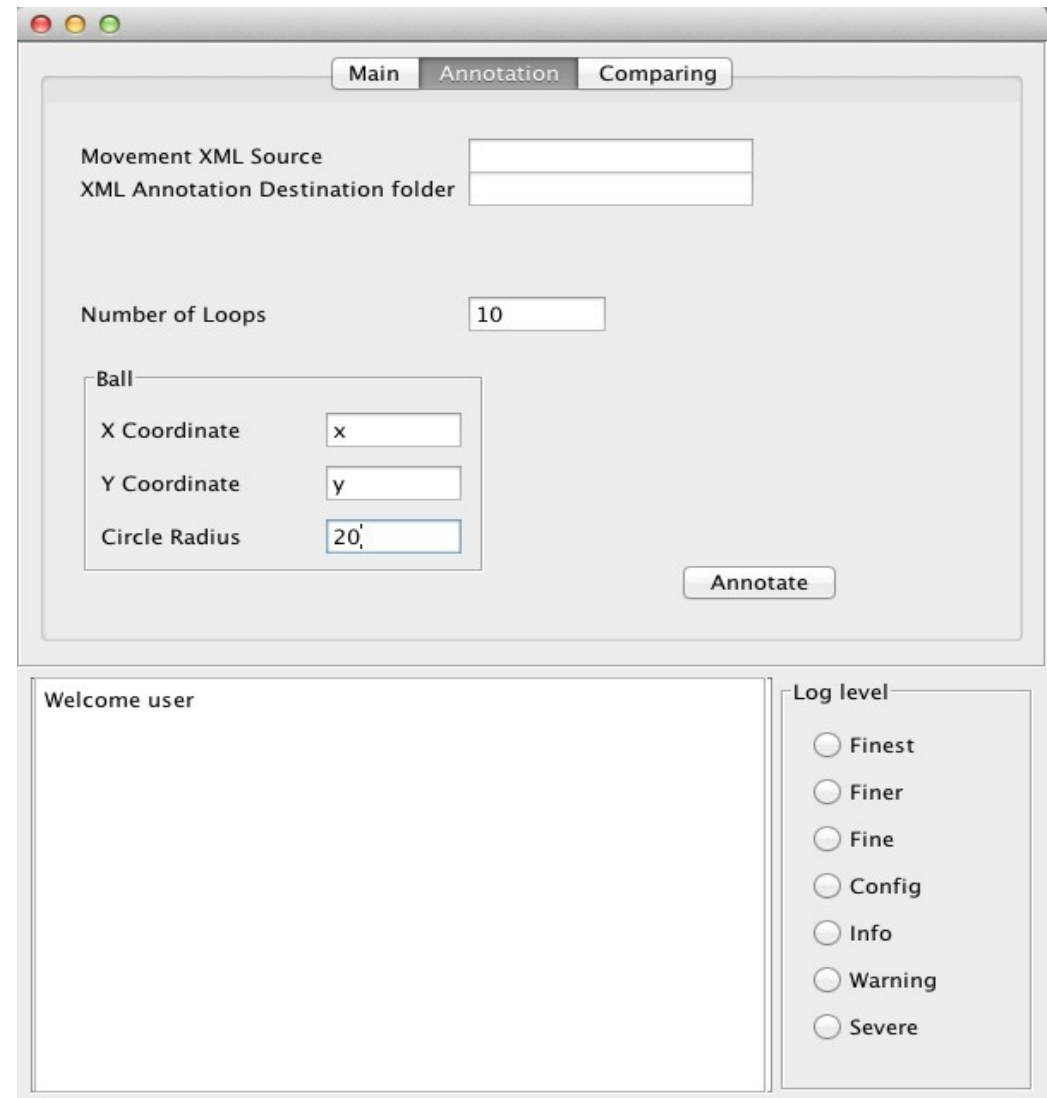 Main Annotation Comparing
Movement XML Source
XML Annotation Destination folder
Number of Loops 10
Ball
X Coordinate x
Y Coordinate y
Circle Radius 20
Annotate
Welcome user
Log level
Finest
Finer
Fine
Config
Info
Warning
Severe